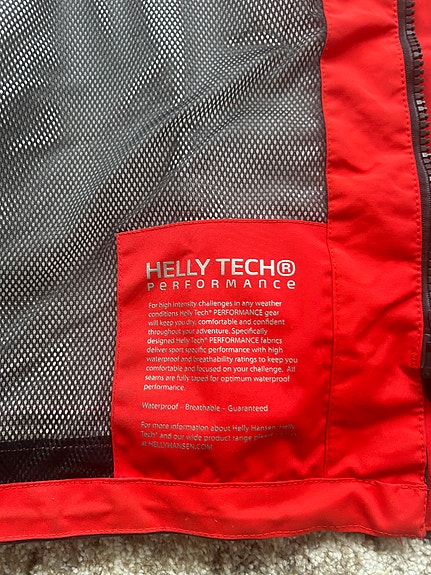 HELLY TECH®
PERFORMANCE
For high intensity challenges in any weather
conditions Helly Tech® PERFORMANCE gear
will keep you dry, comfortable and confident
throughout your adventure. Specifically
designed Helly Tech® PERFORMANCE fabrics
deliver sport specific performance with high
waterproof and breathability ratings to keep you
comfortable and focused on your challenge. All
seams are fully taped for optimum waterproof
performance.
Waterproof - Breathable - Guaranteed
For more information about Helly Hansen, Helly
Tech® and our wide product range please
at HELLYHANSEN.COM